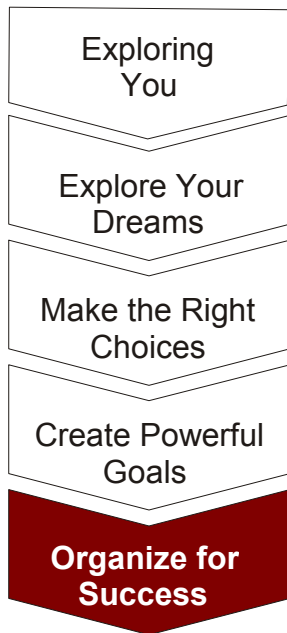 Exploring
You
Explore Your
Dreams
Make the Right
Choices
Create Powerful
Goals
Organize for
Success